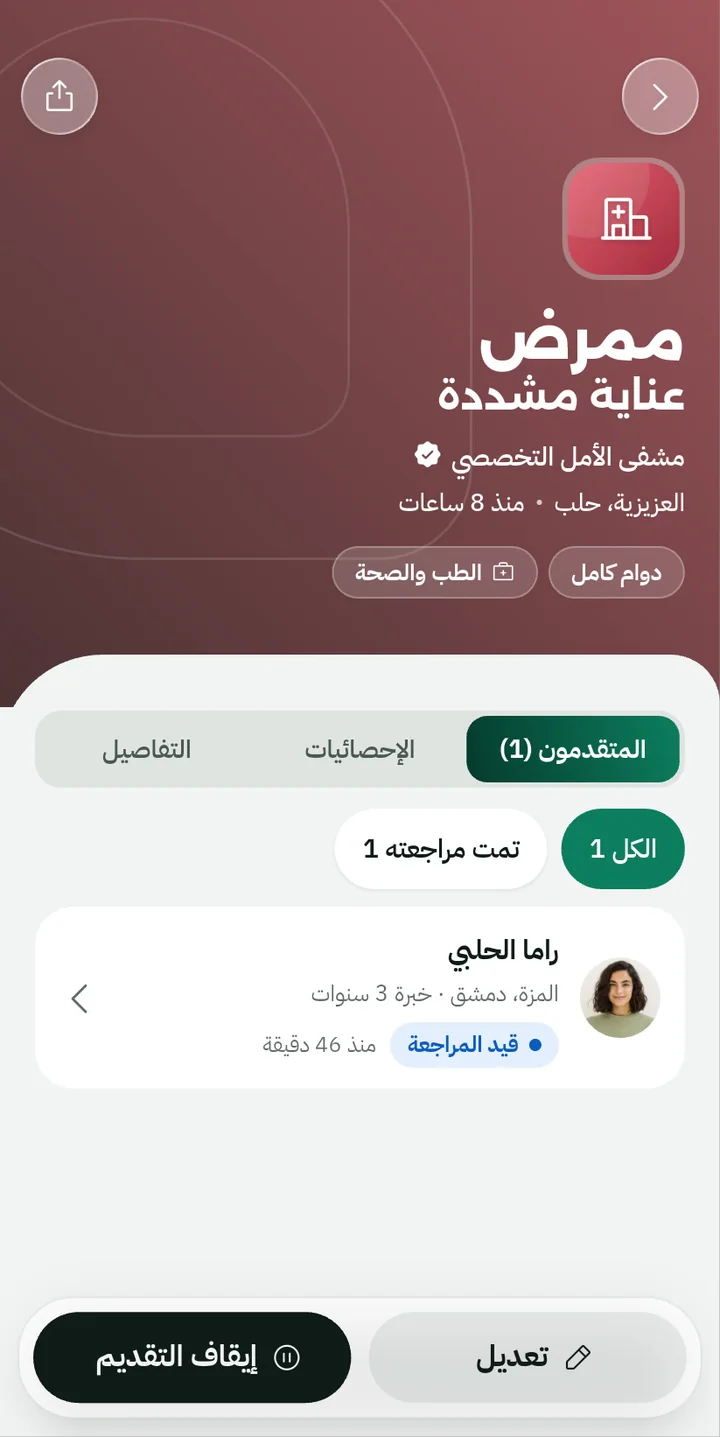 ممرض
عناية مشددة
مشفى الأمل التخصصي
العزيزية، حلب • منذ 8 ساعات
دوام كامل
الطب والصحة
المتقدمون (1)
الإحصائيات
التفاصيل
الكل 1
تمت مراجعته 1
راما الحلبي
المزة، دمشق · خبرة 3 سنوات
قيد المراجعة
منذ 46 دقيقة
تعديل
إيقاف التقديم